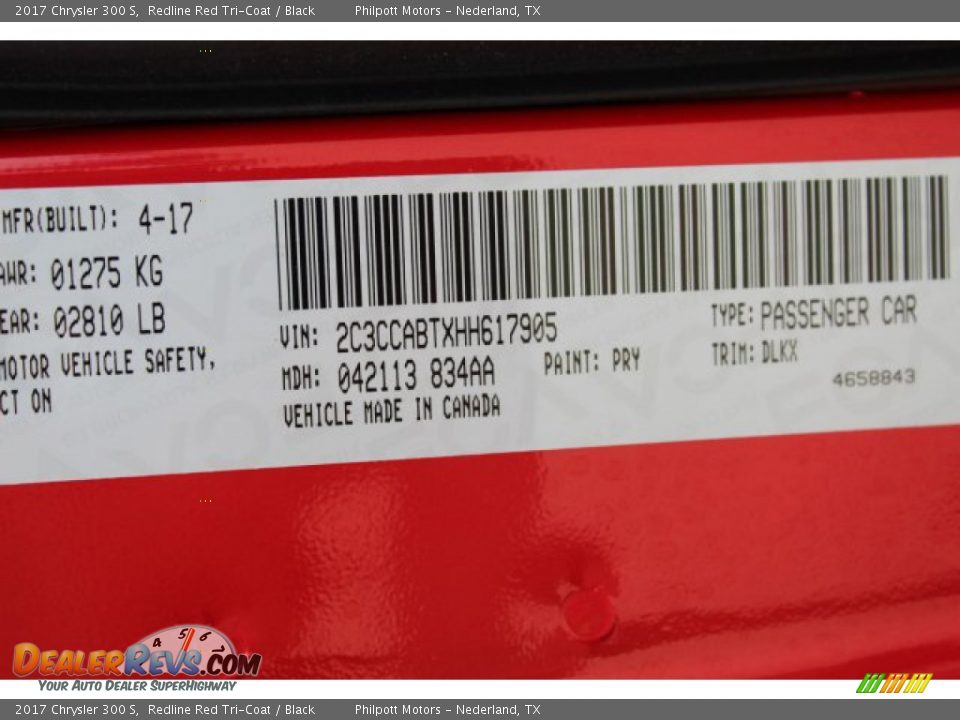 2017 Chrysler 300 S, Redline Red Tri-Coat / Black Philpott Motors - Nederland, TX
MFR(BUILT): 4-17
AWR: 01275 KG
EAR: 02810 LB
MOTOR VEHICLE SAFETY,
CT ON
VIN: 2C3CCABTXHH617905
TYPE: PASSENGER CAR
MDH: 042113 834AA
PAINT: PRY
TRIM: DLKX
VEHICLE MADE IN CANADA
4658843
4 5 6
DEALERREVS.COM
YOUR AUTO DEALER SUPERHIGHWAY
2017 Chrysler 300 S, Redline Red Tri-Coat / Black Philpott Motors - Nederland, TX